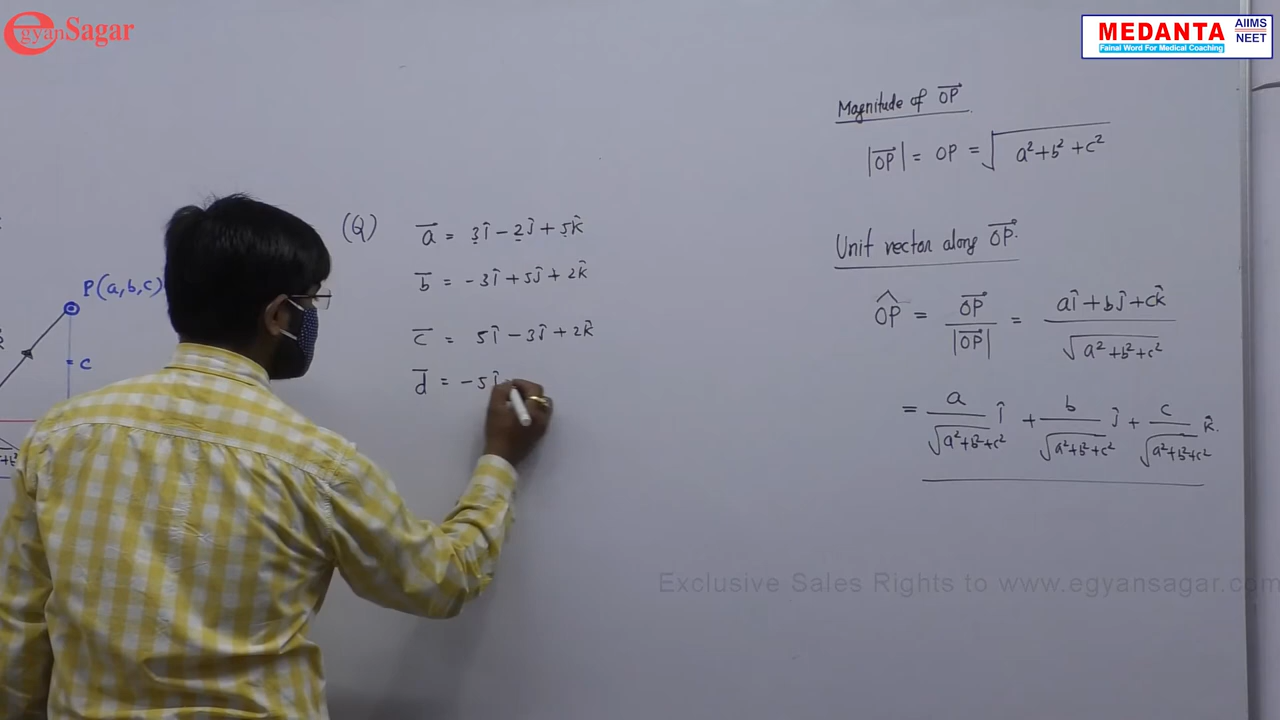 egyanSagar
MEDANTA AIIMS NEET
Fainal Word For Medical Coaching
P(a,b,c)
c
(Q) a̅ = 3î - 2ĵ + 5k̂
b̅ = -3î + 5ĵ + 2k̂
c̅ = 5î - 3ĵ + 2k̂
d̅ = -5î
Magnitude of OP⃗
|OP⃗| = OP = √(a²+b²+c²)
Unit vector along OP⃗.
OP̂ = OP⃗/|OP⃗| = (aî+bĵ+ck̂)/√(a²+b²+c²)
= a/√(a²+b²+c²) î + b/√(a²+b²+c²) ĵ + c/√(a²+b²+c²) k̂.
Exclusive Sales Rights to www.egyansagar.com